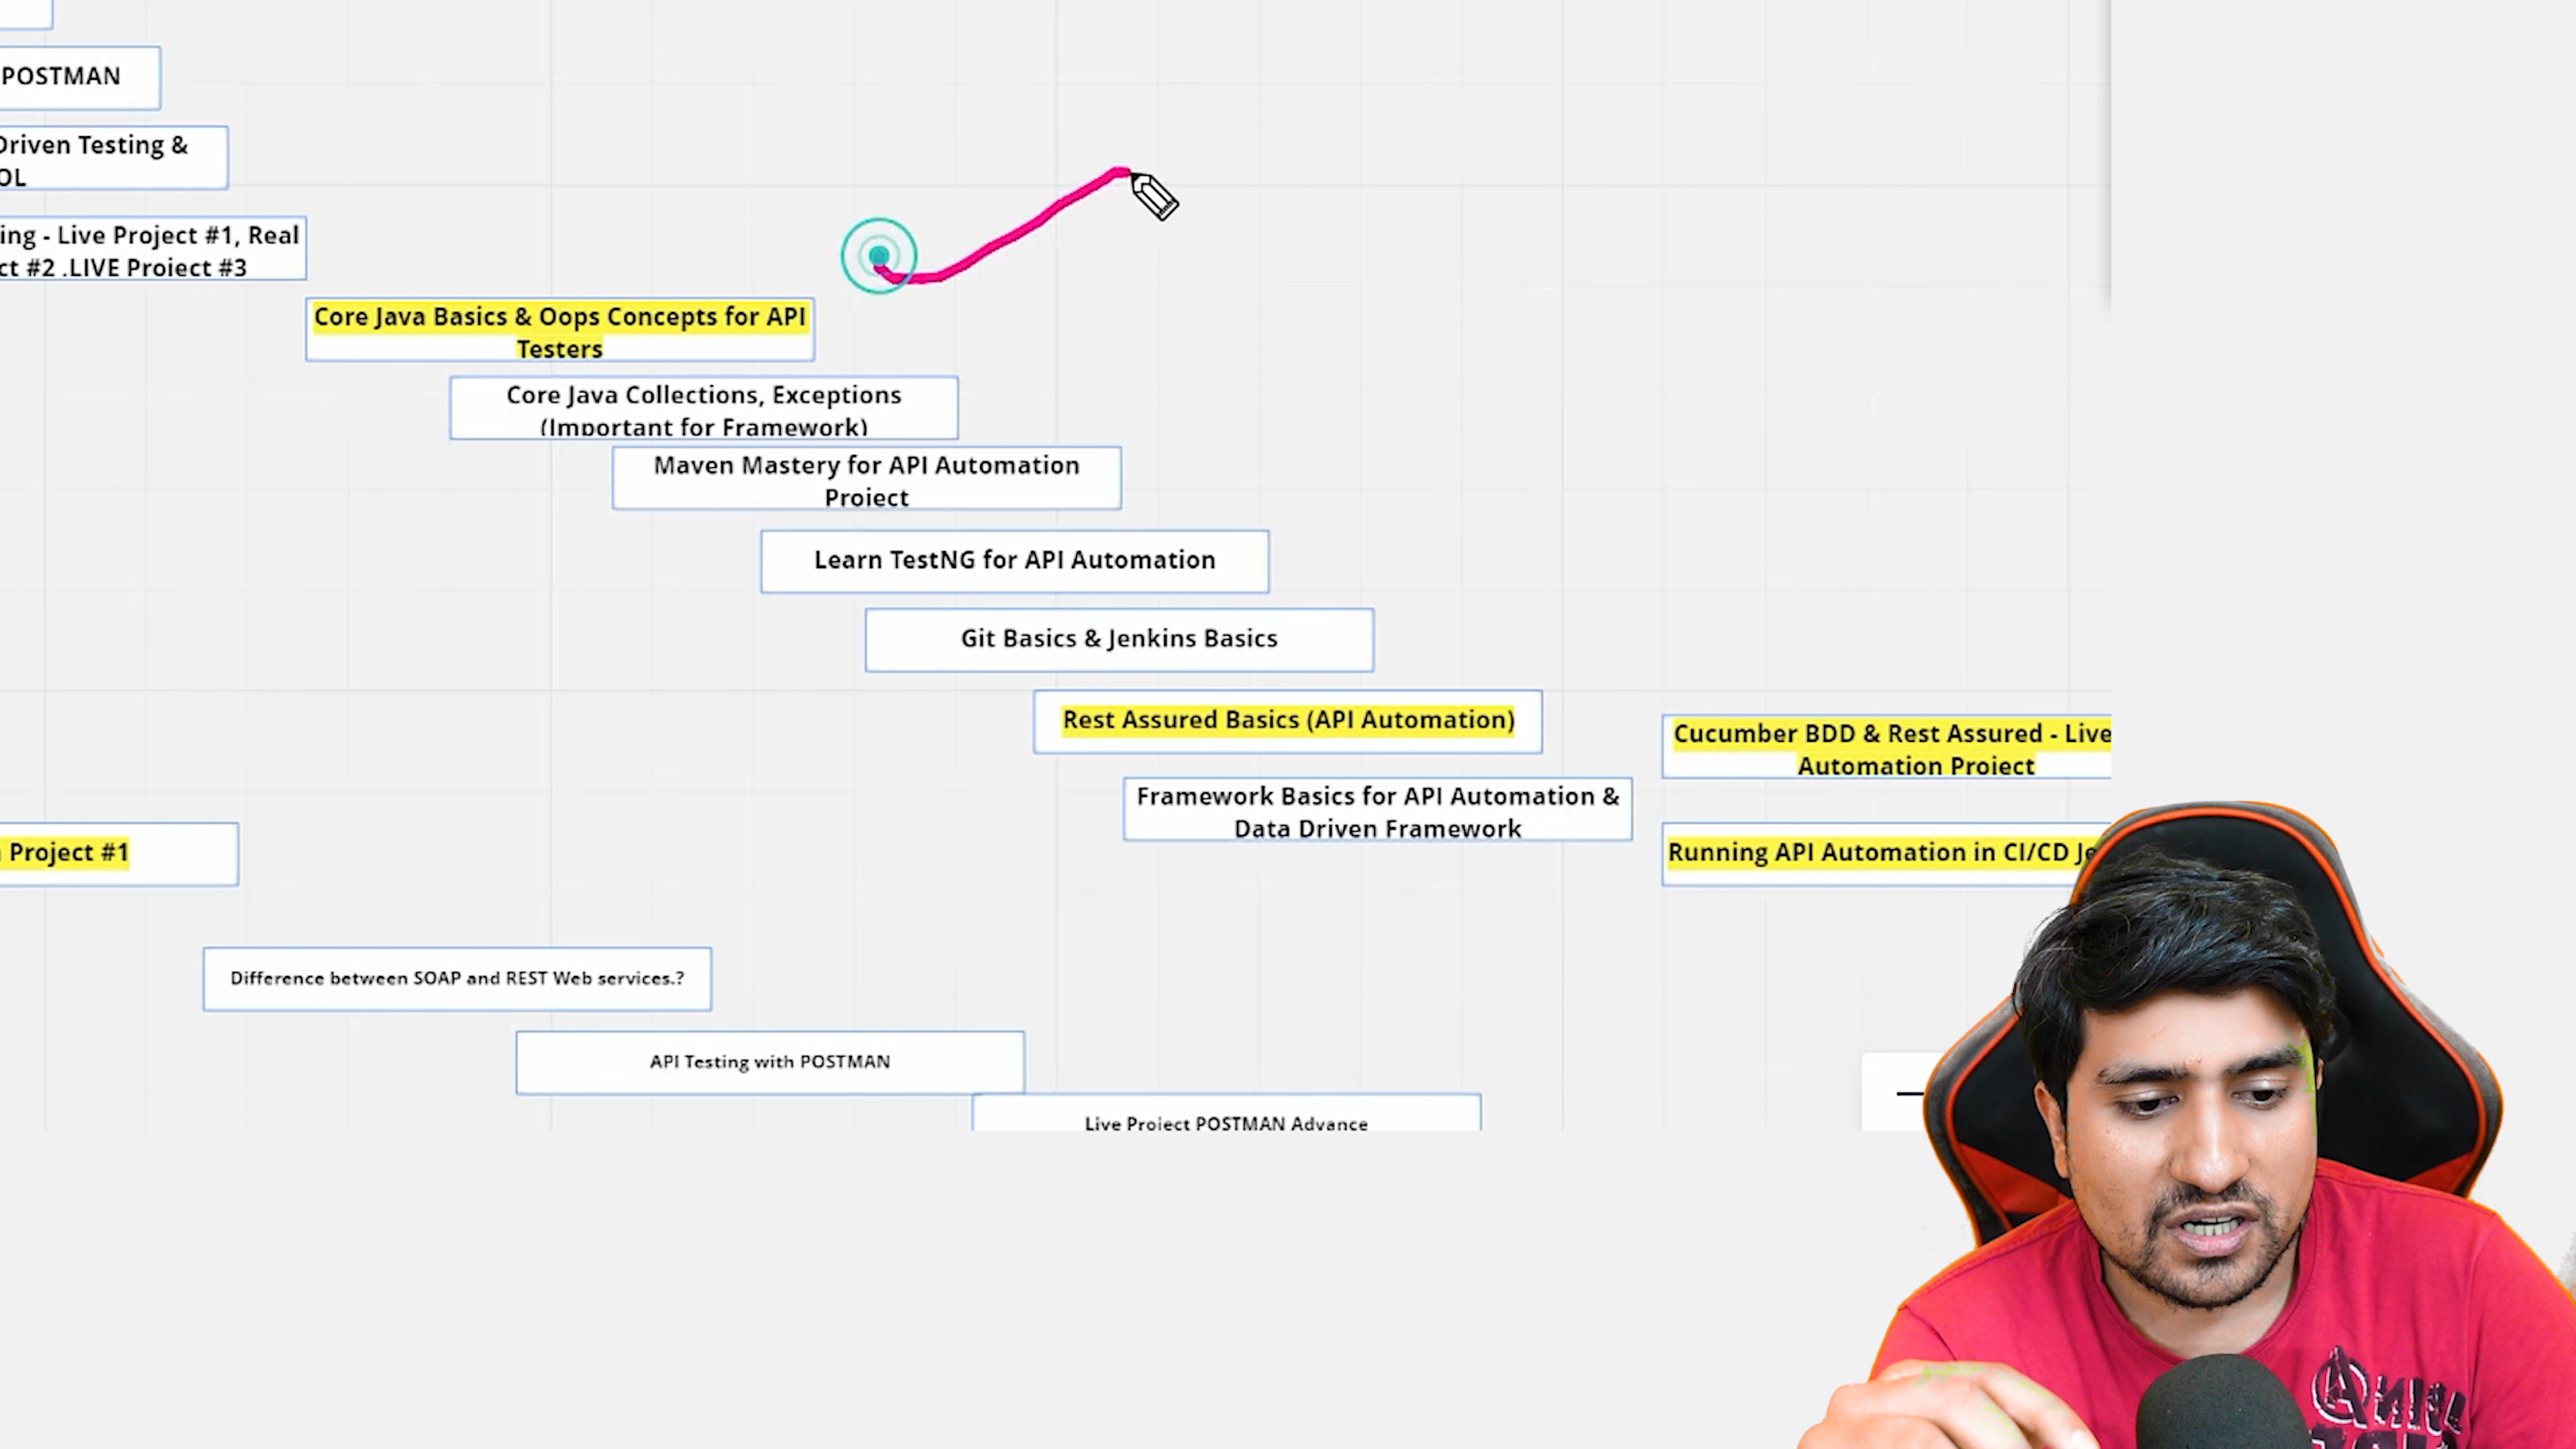 POSTMAN
Driven Testing &
OL
ing - Live Project #1, Real
ct #2 .LIVE Project #3
Core Java Basics & Oops Concepts for API
Testers
Core Java Collections, Exceptions
(Important for Framework)
Maven Mastery for API Automation
Project
Learn TestNG for API Automation
Git Basics & Jenkins Basics
Rest Assured Basics (API Automation)
Cucumber BDD & Rest Assured - Live
Automation Project
Framework Basics for API Automation &
Data Driven Framework
Project #1
Running API Automation in CI/CD Je
Difference between SOAP and REST Web services.?
API Testing with POSTMAN
Live Project POSTMAN Advance